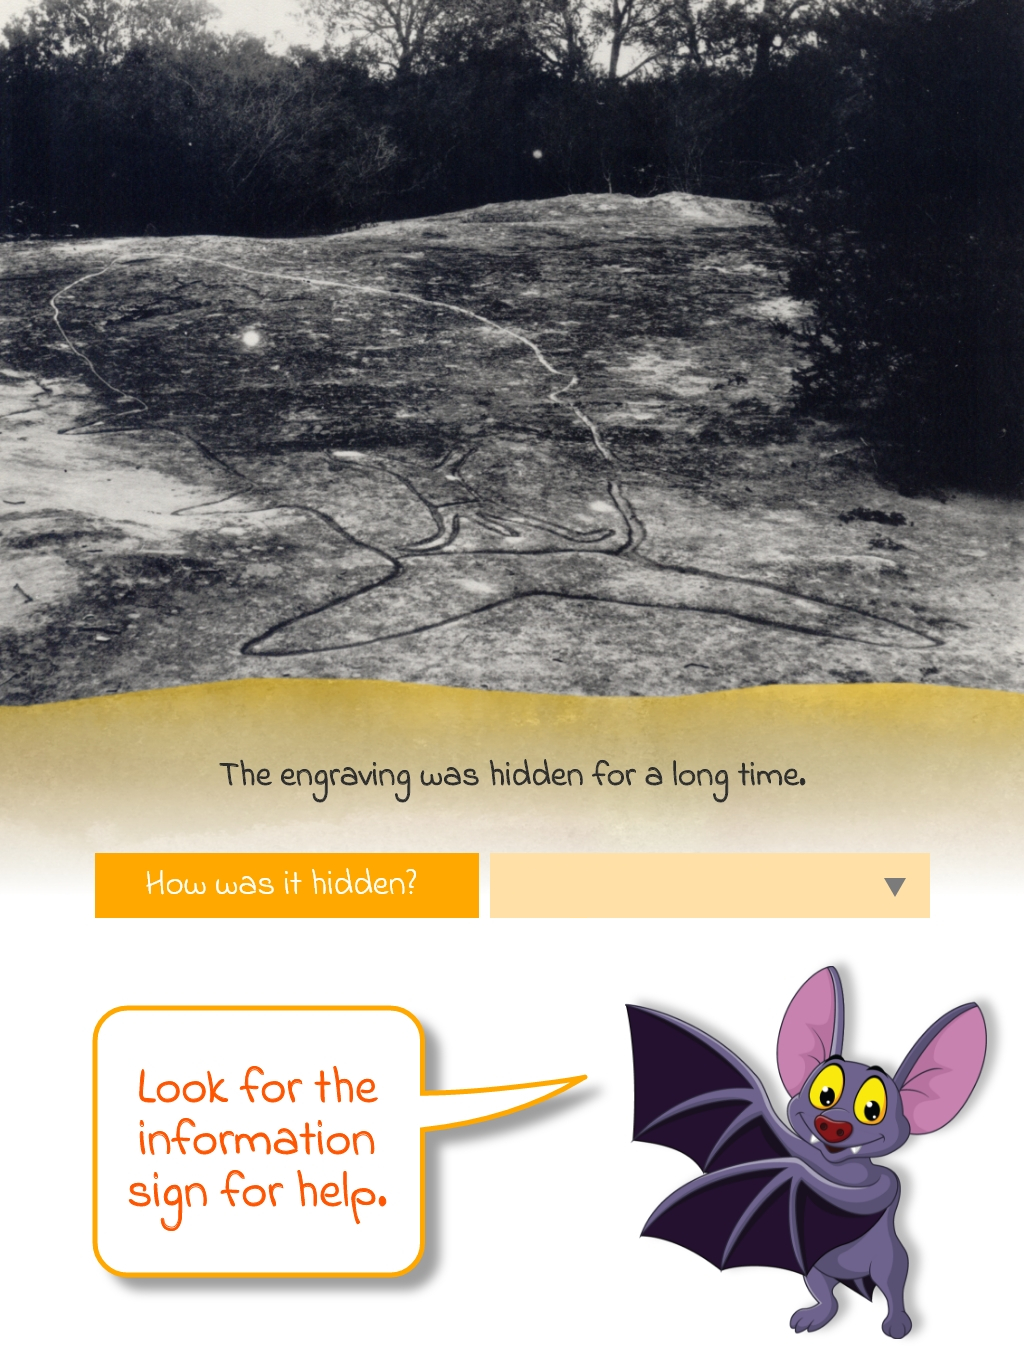 The engraving was hidden for a long time.
How was it hidden?
Look for the
information
sign for help.